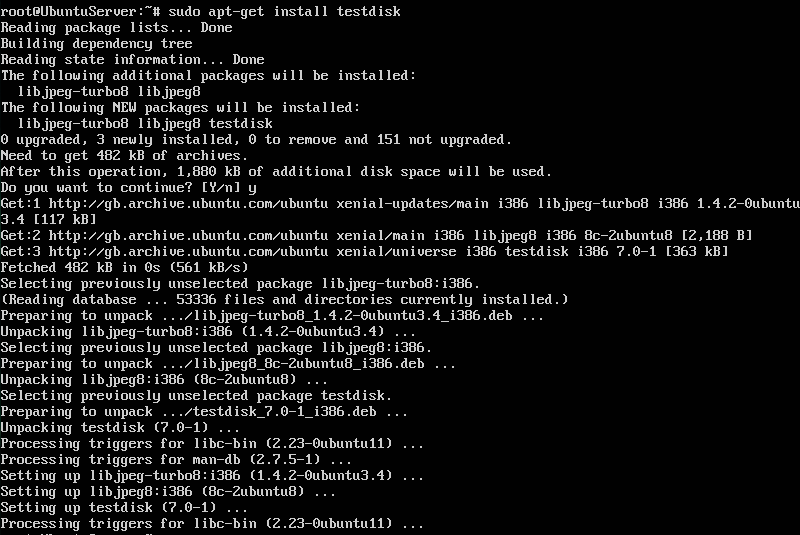 root@UbuntuServer:~# sudo apt-get install testdisk
Reading package lists... Done
Building dependency tree
Reading state information... Done
The following additional packages will be installed:
  libjpeg-turbo8 libjpeg8
The following NEW packages will be installed:
  libjpeg-turbo8 libjpeg8 testdisk
0 upgraded, 3 newly installed, 0 to remove and 151 not upgraded.
Need to get 482 kB of archives.
After this operation, 1,880 kB of additional disk space will be used.
Do you want to continue? [Y/n] y
Get:1 http://gb.archive.ubuntu.com/ubuntu xenial-updates/main i386 libjpeg-turbo8 i386 1.4.2-0ubuntu
3.4 [117 kB]
Get:2 http://gb.archive.ubuntu.com/ubuntu xenial/main i386 libjpeg8 i386 8c-2ubuntu8 [2,188 B]
Get:3 http://gb.archive.ubuntu.com/ubuntu xenial/universe i386 testdisk i386 7.0-1 [363 kB]
Fetched 482 kB in 0s (561 kB/s)
Selecting previously unselected package libjpeg-turbo8:i386.
(Reading database ... 53336 files and directories currently installed.)
Preparing to unpack .../libjpeg-turbo8_1.4.2-0ubuntu3.4_i386.deb ...
Unpacking libjpeg-turbo8:i386 (1.4.2-0ubuntu3.4) ...
Selecting previously unselected package libjpeg8:i386.
Preparing to unpack .../libjpeg8_8c-2ubuntu8_i386.deb ...
Unpacking libjpeg8:i386 (8c-2ubuntu8) ...
Selecting previously unselected package testdisk.
Preparing to unpack .../testdisk_7.0-1_i386.deb ...
Unpacking testdisk (7.0-1) ...
Processing triggers for libc-bin (2.23-0ubuntu11) ...
Processing triggers for man-db (2.7.5-1) ...
Setting up libjpeg-turbo8:i386 (1.4.2-0ubuntu3.4) ...
Setting up libjpeg8:i386 (8c-2ubuntu8) ...
Setting up testdisk (7.0-1) ...
Processing triggers for libc-bin (2.23-0ubuntu11) ...